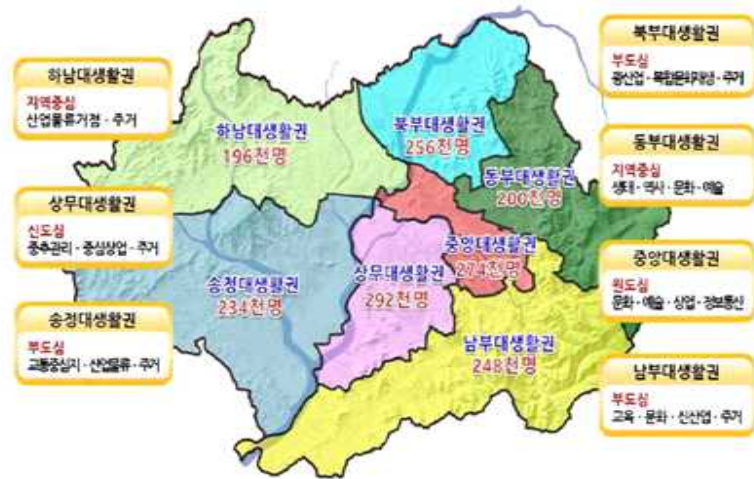 하남대생활권
지역중심
산업물류거점 · 주거
상무대생활권
신도심
중추관리 · 중심상업 · 주거
송정대생활권
부도심
교통중심지 · 산업물류 · 주거
하남대생활권
196천명
북부대생활권
256천명
동부대생활권
200천명
중앙대생활권
274천명
송정대생활권
234천명
상무대생활권
292천명
남부대생활권
248천명
북부대생활권
부도심
광산업 · 복합문화재생 · 주거
동부대생활권
지역중심
생태 · 역사 · 문화 · 예술
중앙대생활권
원도심
문화 · 예술 · 상업 · 정보통신
남부대생활권
부도심
교육 · 문화 · 신산업 · 주거